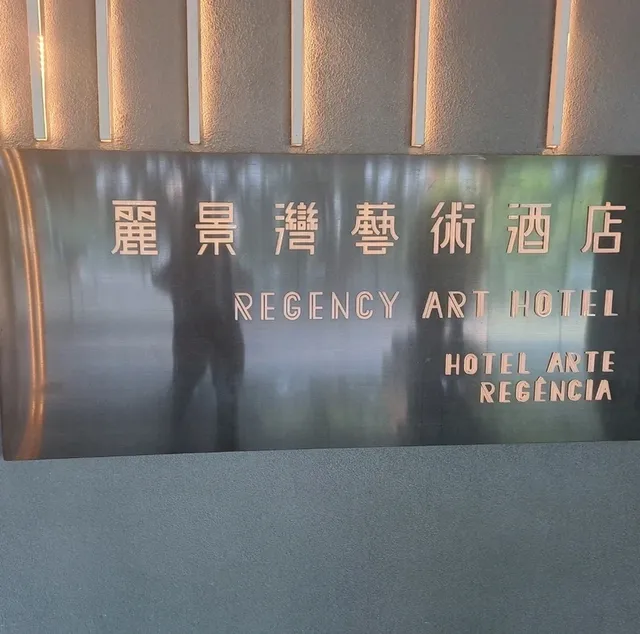 麗景灣藝術酒店
REGENCY ART HOTEL
HOTEL ARTE
REGÊNCIA